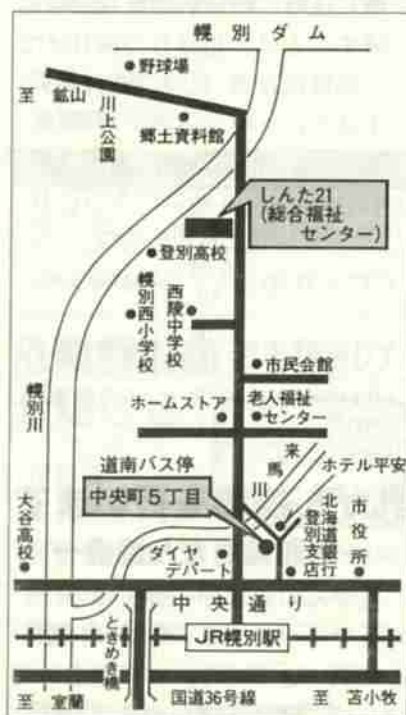 幌別ダム
野球場
至 鉱山
川上公園
郷土資料館
しんた21
(総合福祉
センター)
登別高校
幌別西小学校
西陵中学校
幌別川
市民会館
ホームストア
老人福祉
センター
来馬川
道南バス停
ホテル平安
中央町5丁目
北海道銀行
登別支店
市役所
大谷高校
ダイヤ
デパート
中央通り
ときめき橋
JR幌別駅
至 室蘭
国道36号線
至 苫小牧